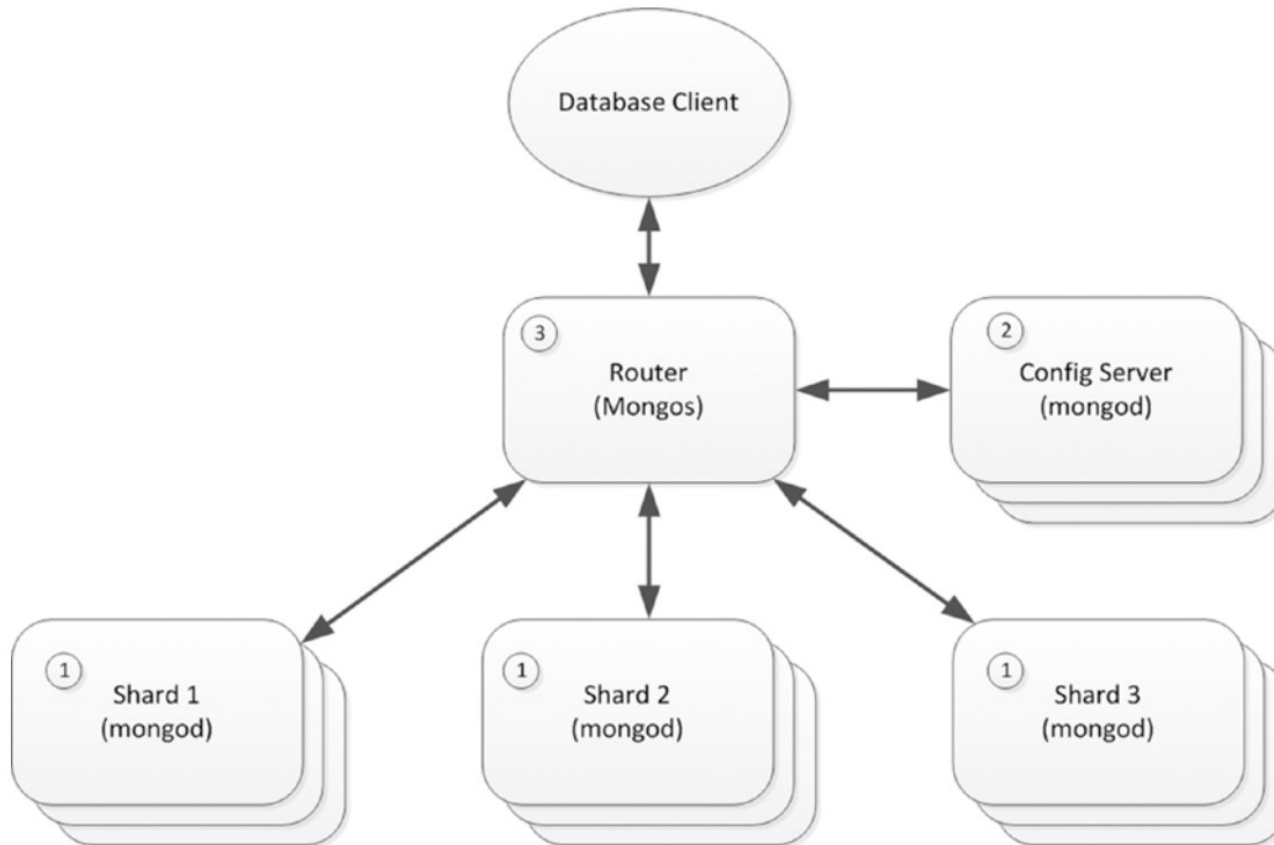 Database Client
3
Router
(Mongos)
2
Config Server
(mongod)
1
Shard 1
(mongod)
1
Shard 2
(mongod)
1
Shard 3
(mongod)